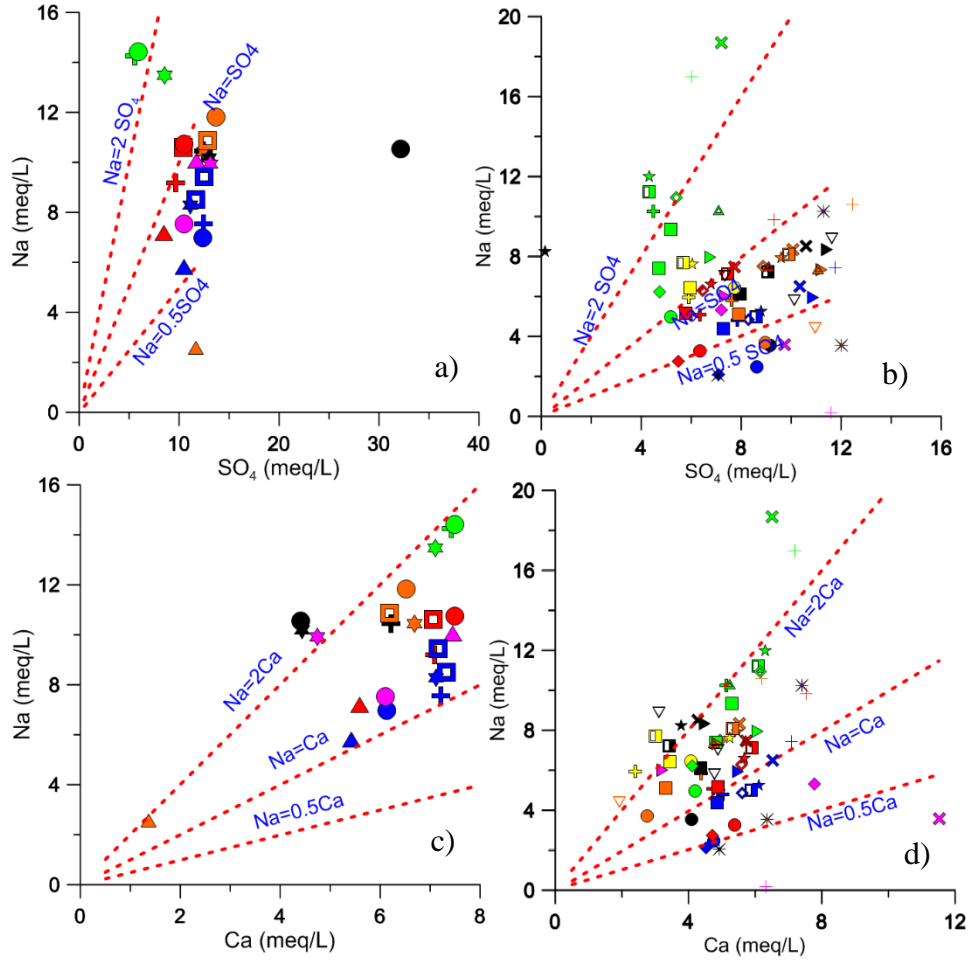 16
12
8
4
0
Na (meq/L)
Na=2 SO4
Na=SO4
Na=0.5SO4
a)
0 10 20 30 40
SO4 (meq/L)
20
16
12
8
4
0
Na (meq/L)
Na=2 SO4
Na=SO4
Na=0.5 SO4
b)
0 4 8 12 16
SO4 (meq/L)
20
16
12
8
4
0
Na (meq/L)
Na=2Ca
Na=Ca
Na=0.5Ca
c)
0 2 4 6 8
Ca (meq/L)
20
16
12
8
4
0
Na (meq/L)
Na=2Ca
Na=Ca
Na=0.5Ca
d)
0 4 8 12
Ca (meq/L)